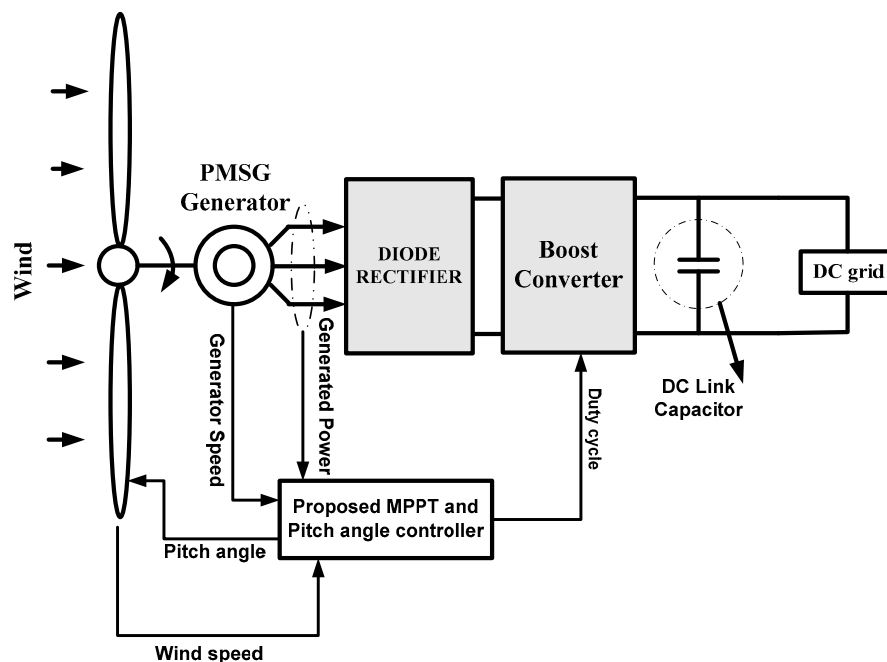 PMSG
Generator
Wind
DIODE
RECTIFIER
Boost
Converter
DC grid
DC Link
Capacitor
Generator Speed
Generated Power
Duty cycle
Proposed MPPT and
Pitch angle controller
Pitch angle
Wind speed